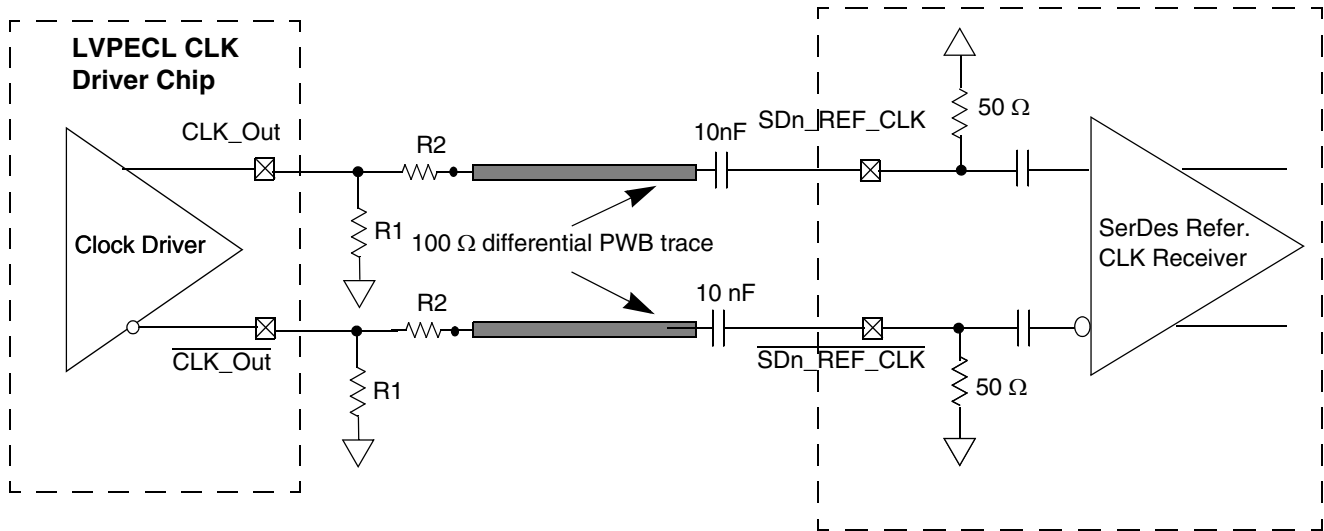 LVPECL CLK
Driver Chip
CLK_Out
R2
10nF
SDn_REF_CLK
50 Ω
Clock Driver
R1
100 Ω differential PWB trace
SerDes Refer.
CLK Receiver
R2
10 nF
CLK_Out
SDn_REF_CLK
R1
50 Ω